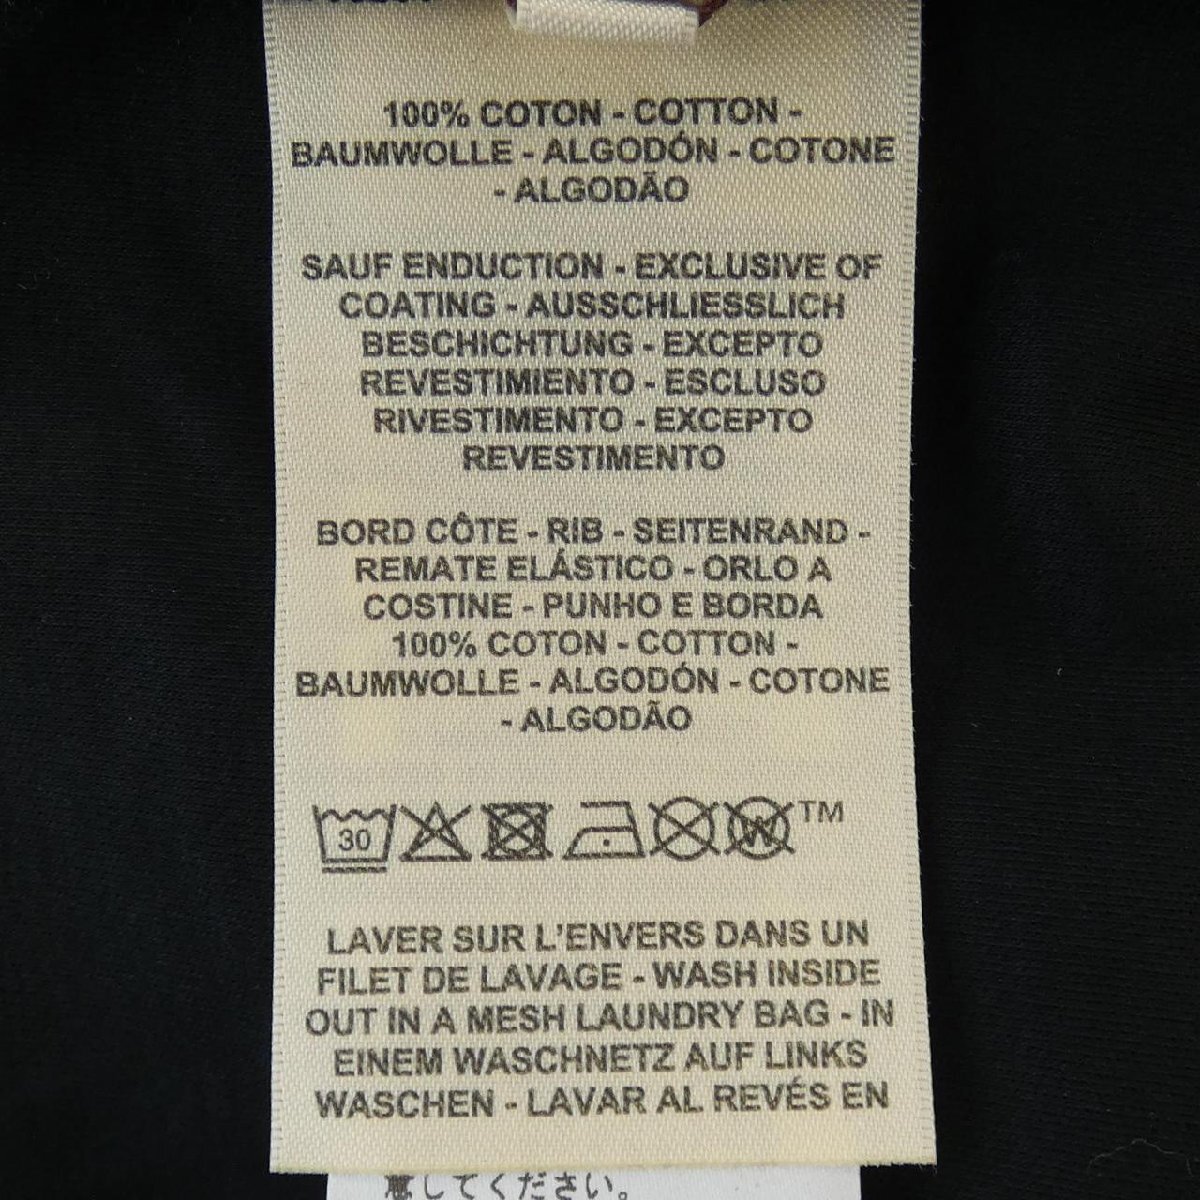 100% COTON - COTTON -
BAUMWOLLE - ALGODÓN - COTONE
- ALGODÃO
SAUF ENDUCTION - EXCLUSIVE OF
COATING - AUSSCHLIESSLICH
BESCHICHTUNG - EXCEPTO
REVESTIMIENTO - ESCLUSO
RIVESTIMENTO - EXCEPTO
REVESTIMENTO
BORD CÔTE - RIB - SEITENRAND -
REMATE ELÁSTICO - ORLO A
COSTINE - PUNHO E BORDA
100% COTON - COTTON -
BAUMWOLLE - ALGODÓN - COTONE
- ALGODÃO
30 W TM
LAVER SUR L'ENVERS DANS UN
FILET DE LAVAGE - WASH INSIDE
OUT IN A MESH LAUNDRY BAG - IN
EINEM WASCHNETZ AUF LINKS
WASCHEN - LAVAR AL REVÉS EN
意してください。